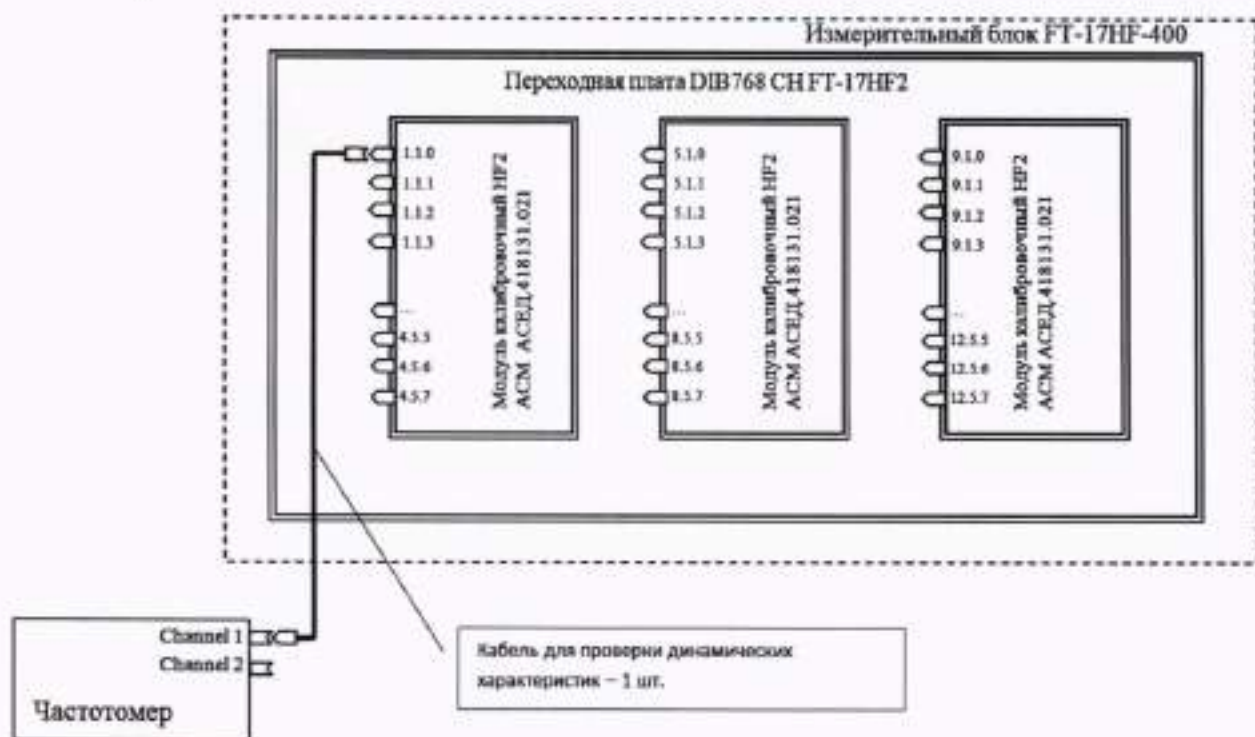 Измерительный блок FT-17HF-400
Переходная плата DIB768 CH FT-17HF2
1.1.0
1.1.1
1.1.2
1.1.3
...
4.5.5
4.5.6
4.5.7
Модуль калибровочный HF2
АСМ АСЕД.418131.021
5.1.0
5.1.1
5.1.2
5.1.3
...
8.5.5
8.5.6
8.5.7
Модуль калибровочный HF2
АСМ АСЕД.418131.021
9.1.0
9.1.1
9.1.2
9.1.3
...
12.5.5
12.5.6
12.5.7
Модуль калибровочный HF2
АСМ АСЕД.418131.021
Channel 1
Channel 2
Частотомер
Кабель для проверки динамических
характеристик – 1 шт.